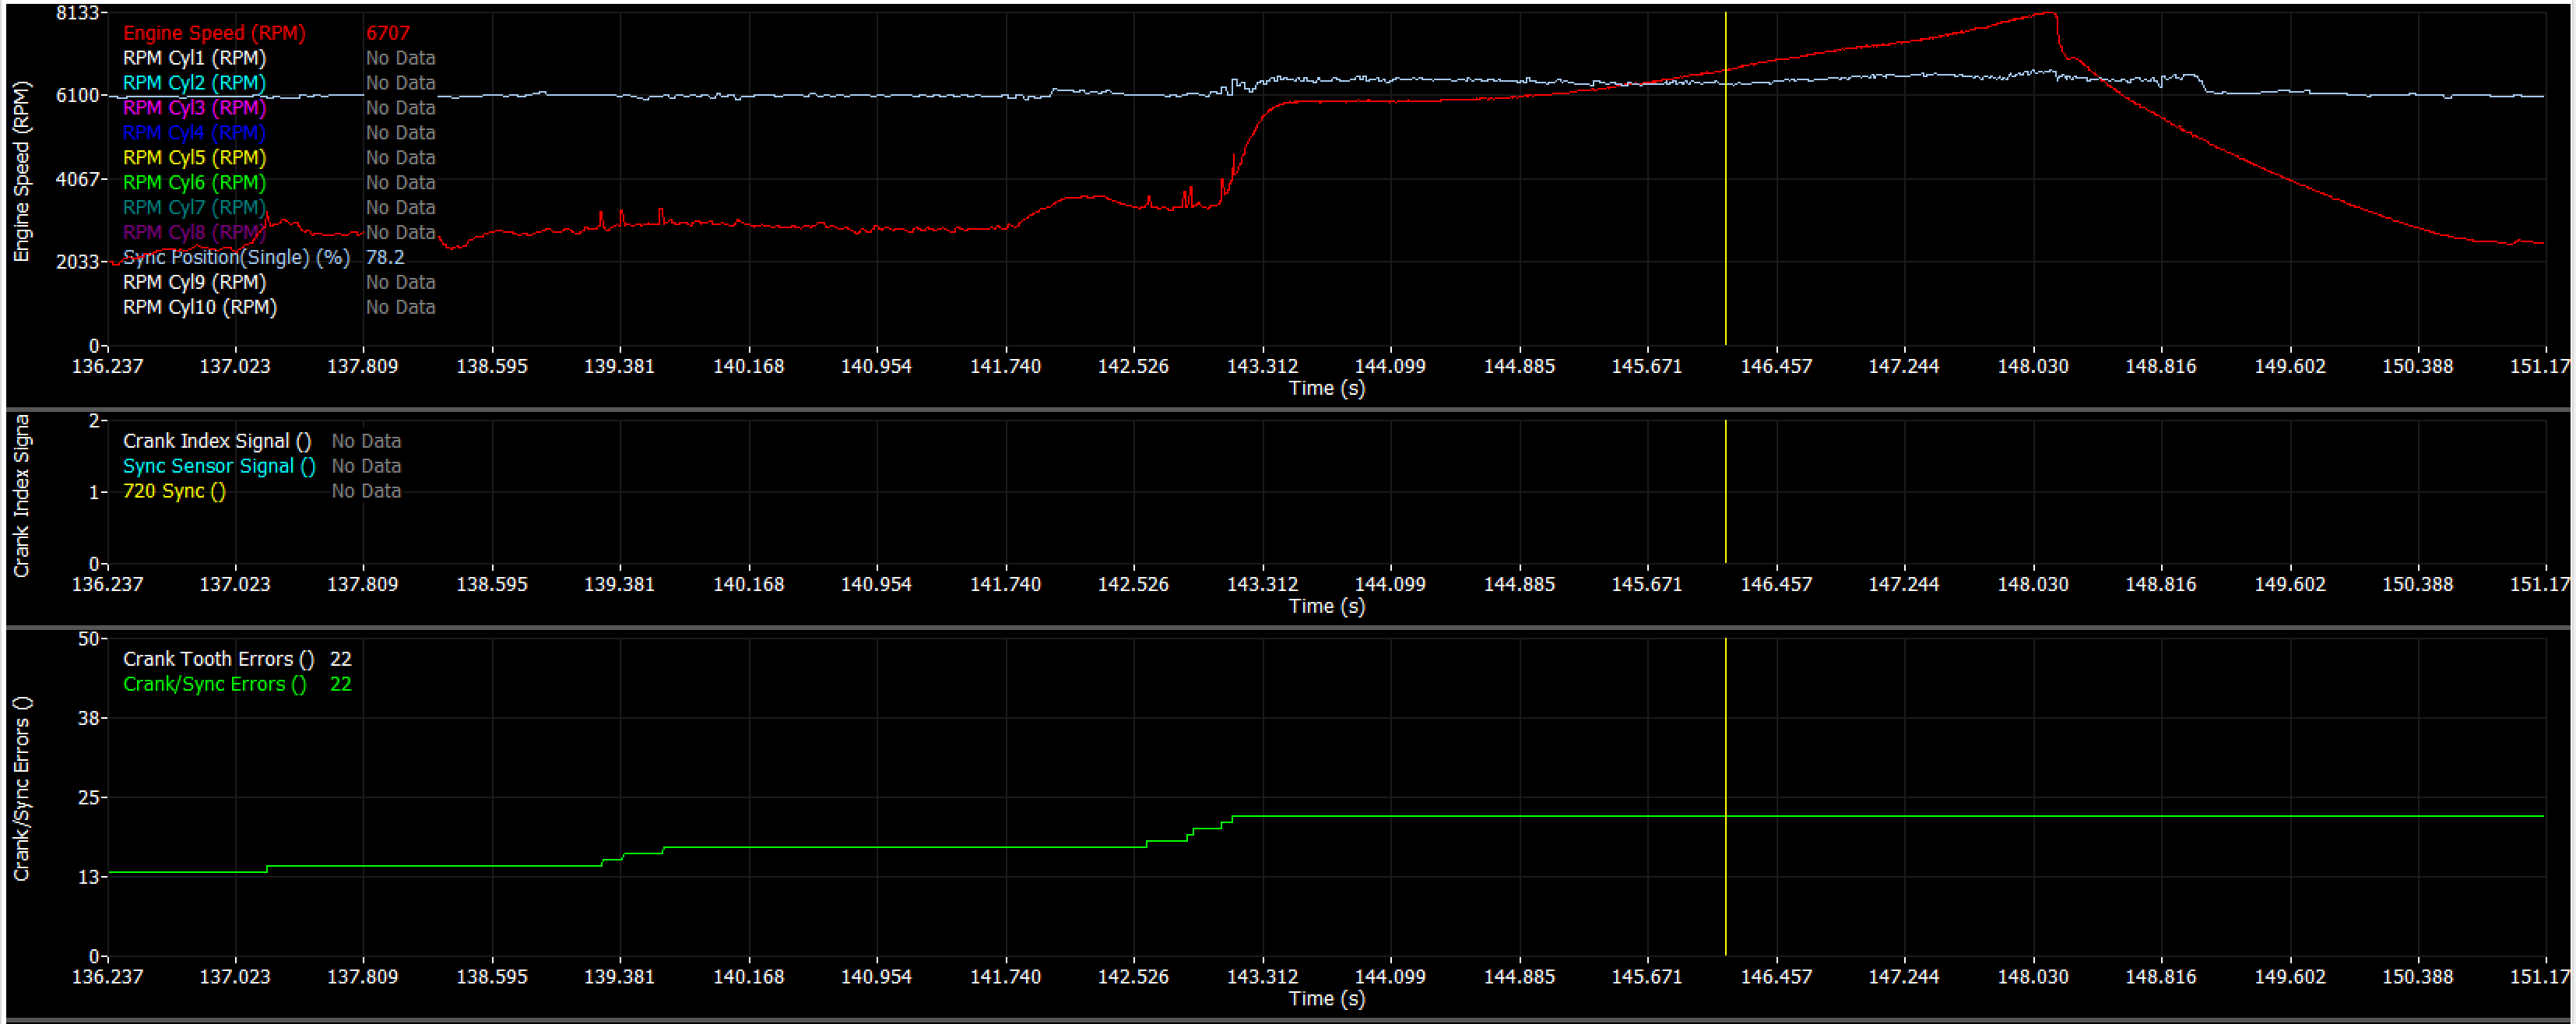 8133
Engine Speed (RPM) 6707
RPM Cyl1 (RPM) No Data
RPM Cyl2 (RPM) No Data
6100
RPM Cyl3 (RPM) No Data
RPM Cyl4 (RPM) No Data
RPM Cyl5 (RPM) No Data
4067
RPM Cyl6 (RPM) No Data
RPM Cyl7 (RPM) No Data
RPM Cyl8 (RPM) No Data
2033
Sync Position(Single) (%) 78.2
RPM Cyl9 (RPM) No Data
RPM Cyl10 (RPM) No Data
0
Engine Speed (RPM)
136.237 137.023 137.809 138.595 139.381 140.168 140.954 141.740 142.526 143.312 144.099 144.885 145.671 146.457 147.244 148.030 148.816 149.602 150.388 151.17
Time (s)
2
Crank Index Signal () No Data
Sync Sensor Signal () No Data
1
720 Sync () No Data
0
Crank Index Signa
136.237 137.023 137.809 138.595 139.381 140.168 140.954 141.740 142.526 143.312 144.099 144.885 145.671 146.457 147.244 148.030 148.816 149.602 150.388 151.17
Time (s)
50
Crank Tooth Errors () 22
Crank/Sync Errors () 22
38
25
13
0
Crank/Sync Errors ()
136.237 137.023 137.809 138.595 139.381 140.168 140.954 141.740 142.526 143.312 144.099 144.885 145.671 146.457 147.244 148.030 148.816 149.602 150.388 151.17
Time (s)